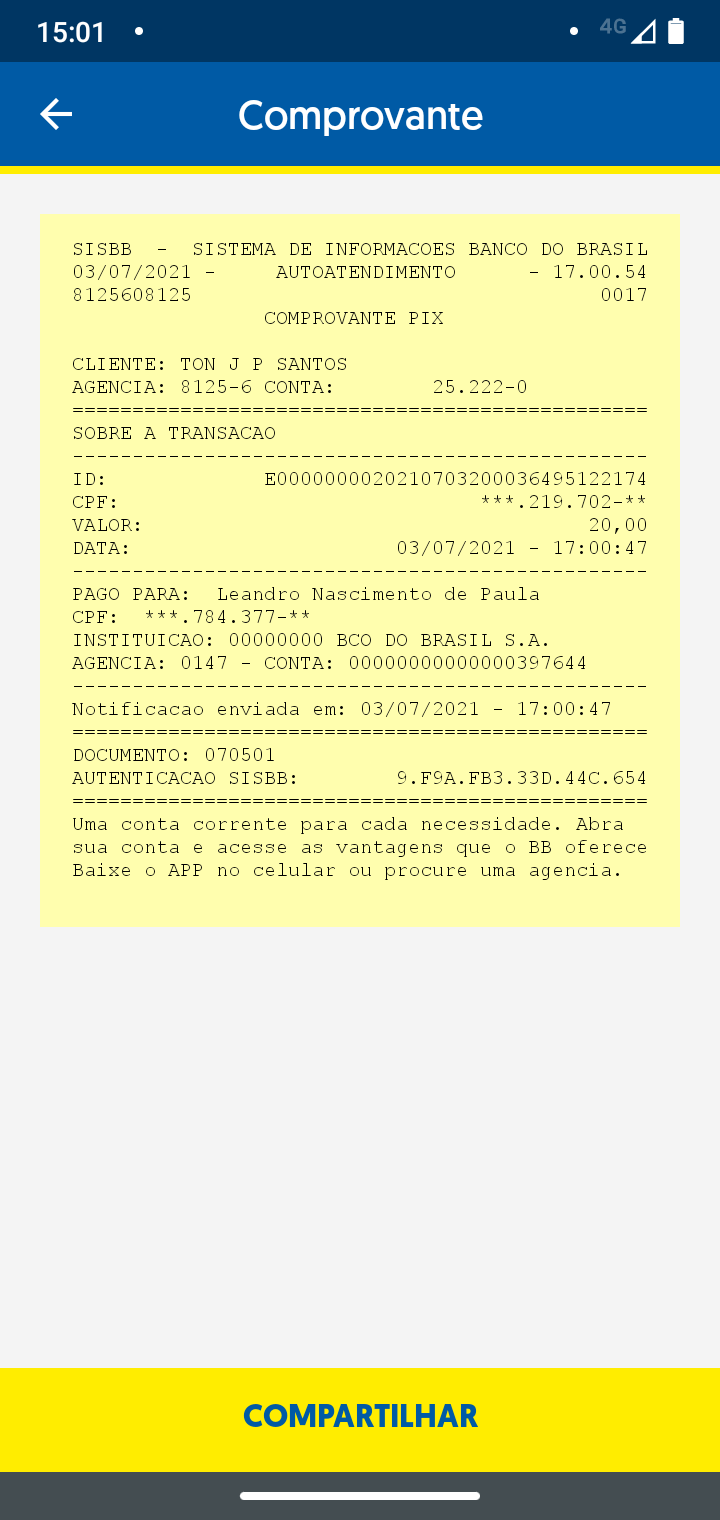 15:01
4G
Comprovante
SISBB - SISTEMA DE INFORMACOES BANCO DO BRASIL
03/07/2021 - AUTOATENDIMENTO - 17.00.54
8125608125 0017
COMPROVANTE PIX
CLIENTE: TON J P SANTOS
AGENCIA: 8125-6 CONTA: 25.222-0
================================================
SOBRE A TRANSACAO
------------------------------------------------
ID: E0000000020210703200036495122174
CPF: ***.219.702-**
VALOR: 20,00
DATA: 03/07/2021 - 17:00:47
------------------------------------------------
PAGO PARA: Leandro Nascimento de Paula
CPF: ***.784.377-**
INSTITUICAO: 00000000 BCO DO BRASIL S.A.
AGENCIA: 0147 - CONTA: 00000000000000397644
------------------------------------------------
Notificacao enviada em: 03/07/2021 - 17:00:47
================================================
DOCUMENTO: 070501
AUTENTICACAO SISBB: 9.F9A.FB3.33D.44C.654
================================================
Uma conta corrente para cada necessidade. Abra
sua conta e acesse as vantagens que o BB oferece
Baixe o APP no celular ou procure uma agencia.
COMPARTILHAR